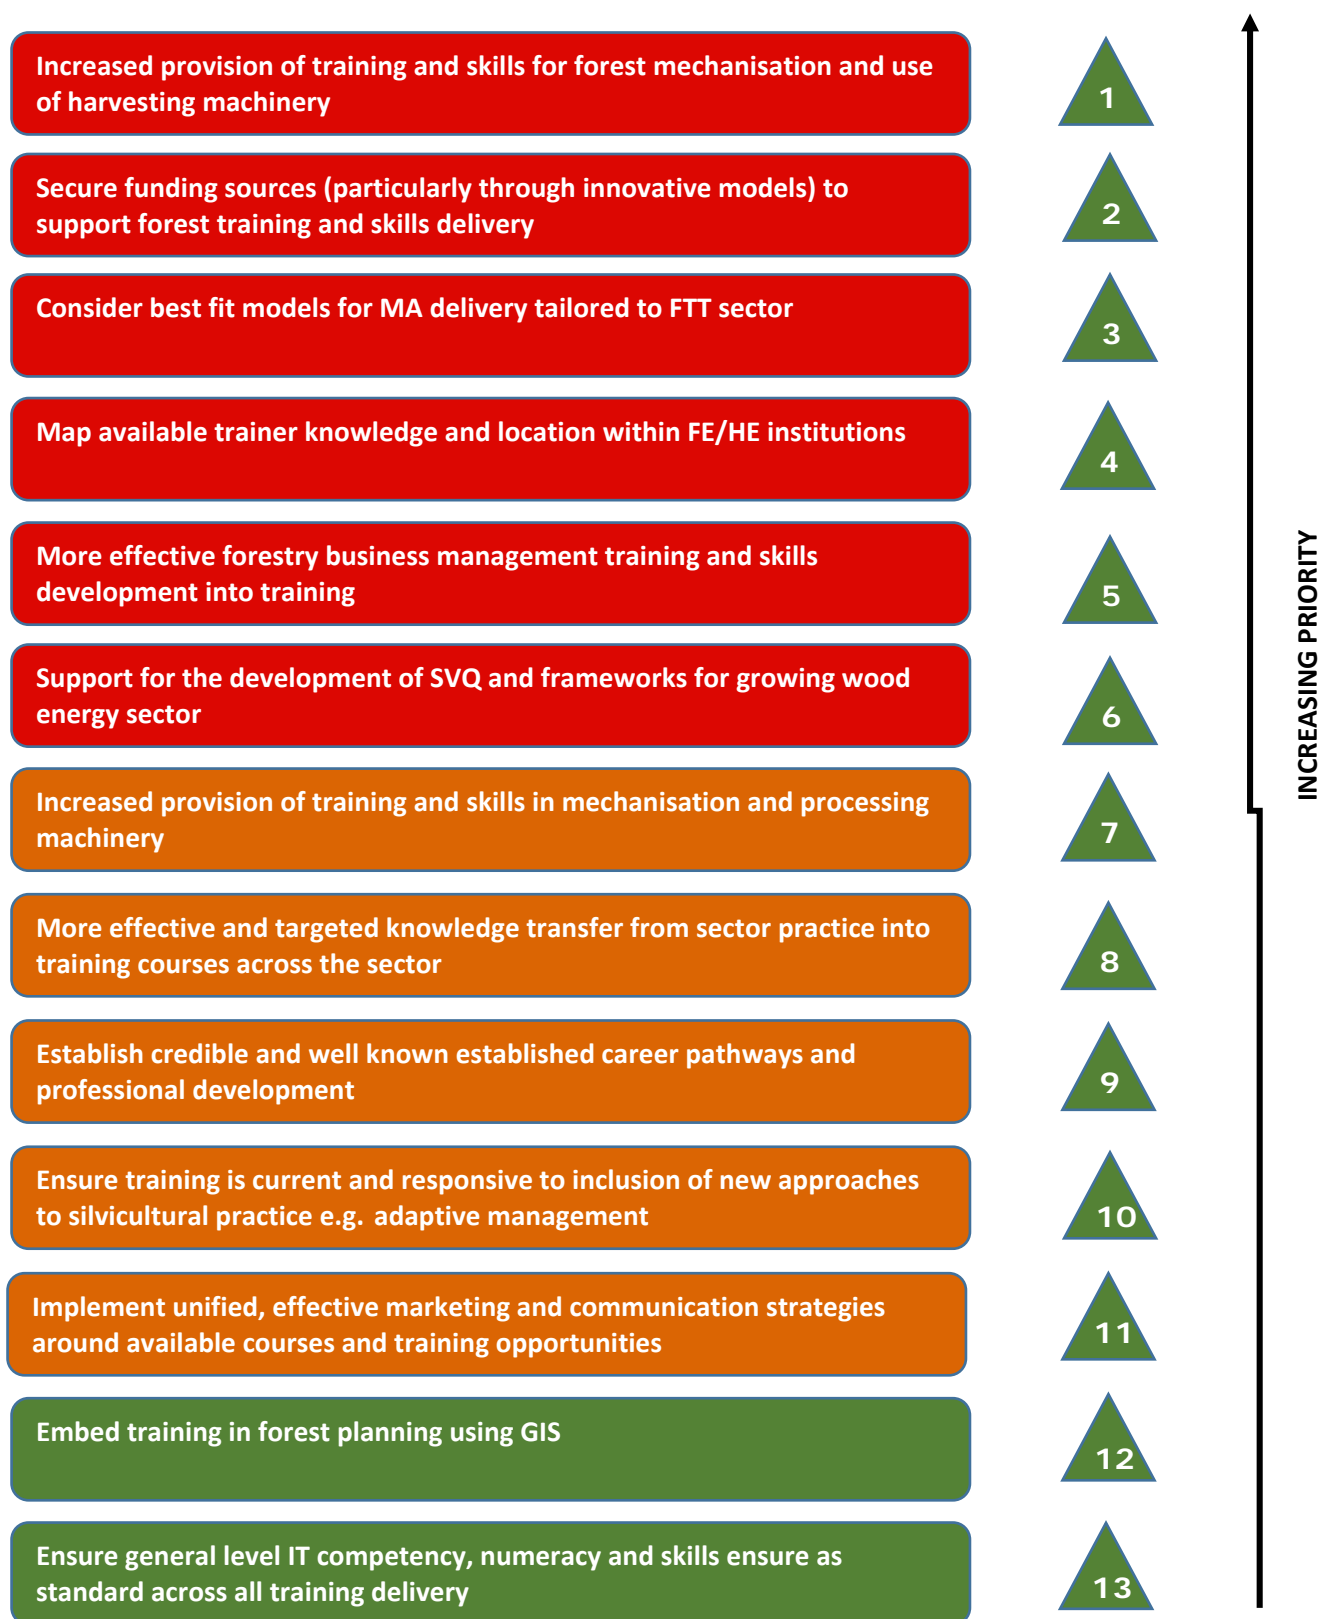 Increased provision of training and skills for forest mechanisation and use
of harvesting machinery
1
Secure funding sources (particularly through innovative models) to
support forest training and skills delivery
2
Consider best fit models for MA delivery tailored to FTT sector
3
Map available trainer knowledge and location within FE/HE institutions
4
More effective forestry business management training and skills
development into training
5
Support for the development of SVQ and frameworks for growing wood
energy sector
6
Increased provision of training and skills in mechanisation and processing
machinery
7
More effective and targeted knowledge transfer from sector practice into
training courses across the sector
8
Establish credible and well known established career pathways and
professional development
9
Ensure training is current and responsive to inclusion of new approaches
to silvicultural practice e.g. adaptive management
10
Implement unified, effective marketing and communication strategies
around available courses and training opportunities
11
Embed training in forest planning using GIS
12
Ensure general level IT competency, numeracy and skills ensure as
standard across all training delivery
13
INCREASING PRIORITY